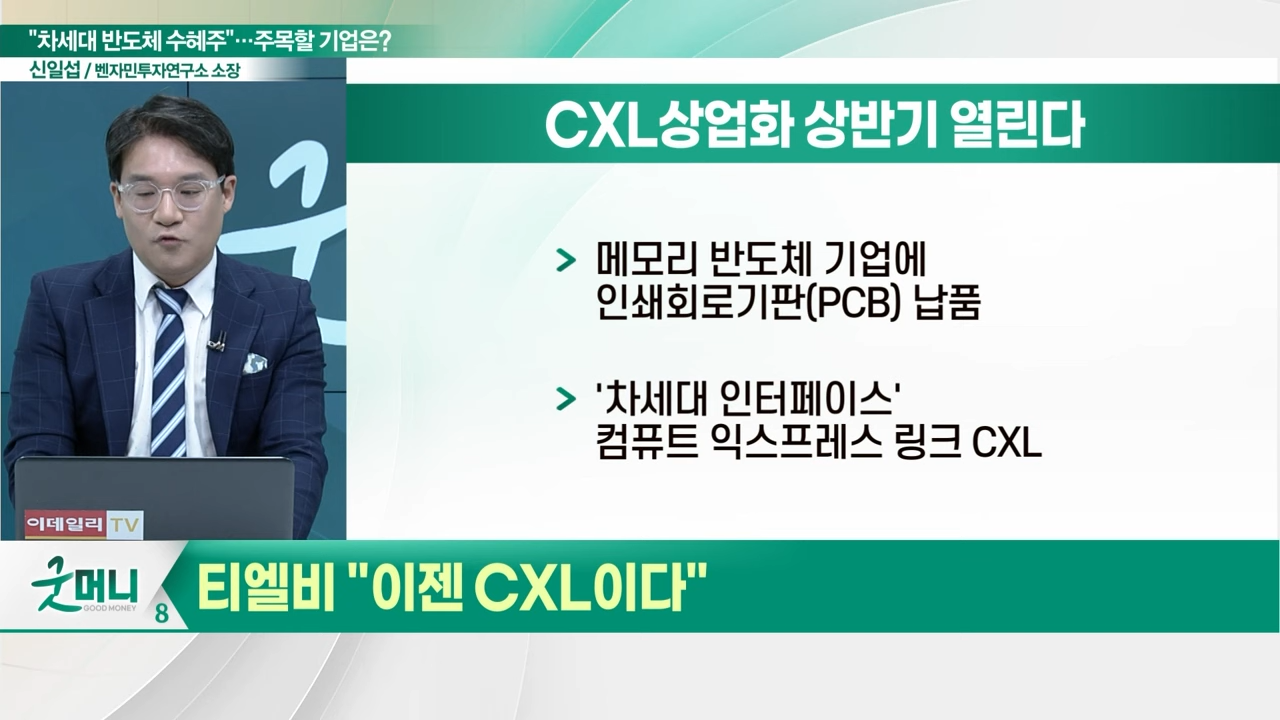 "차세대 반도체 수혜주"…주목할 기업은?
신일섭 / 벤자민투자연구소 소장
CXL상업화 상반기 열린다
> 메모리 반도체 기업에
인쇄회로기판(PCB) 납품
> '차세대 인터페이스'
컴퓨트 익스프레스 링크 CXL
이데일리TV
굿머니
GOOD MONEY
8
티엘비 "이젠 CXL이다"